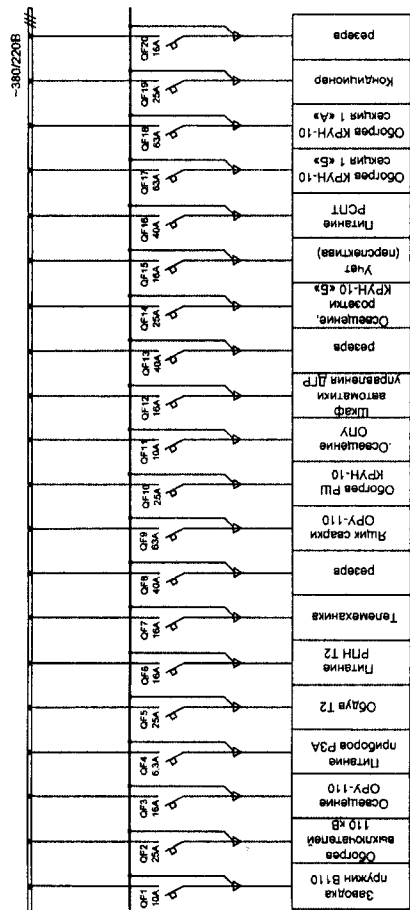 ~380/220В
QF20
16А
резерв
QF19
25А
Кондиционер
QF18
63А
Обогрев КРУН-10
секция 1 «А»
QF17
63А
Обогрев КРУН-10
секция 1 «Б»
QF16
40А
Питание
РСПТ
QF15
16А
Учет
(перспектива)
QF14
25А
Освещение,
розетки
КРУН-10 «Б»
QF13
40А
резерв
QF12
16А
Шкаф
автоматики
управления ДГР
QF11
10А
Освещение
ОПУ
QF10
25А
Обогрев РШ
КРУН-10
QF9
63А
Ящик сварки
ОРУ-110
QF8
40А
резерв
QF7
16А
Телемеханика
QF6
16А
Питание
РПН Т2
QF5
25А
Обдув Т2
QF4
6,3А
Питание
приборов РЗА
QF3
16А
Освещение
ОРУ-110
QF2
25А
Обогрев
выключателей
110 кВ
QF1
10А
Заводка
пружин В110